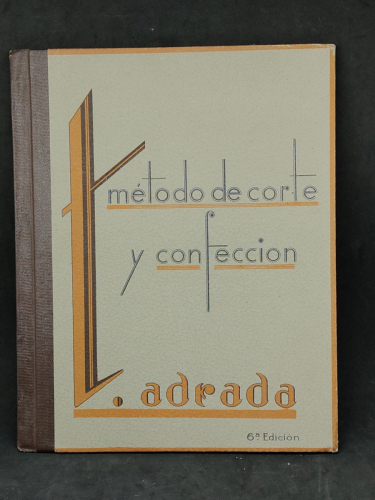 método de corte
y confeccion
t. adrada
6ª Edición